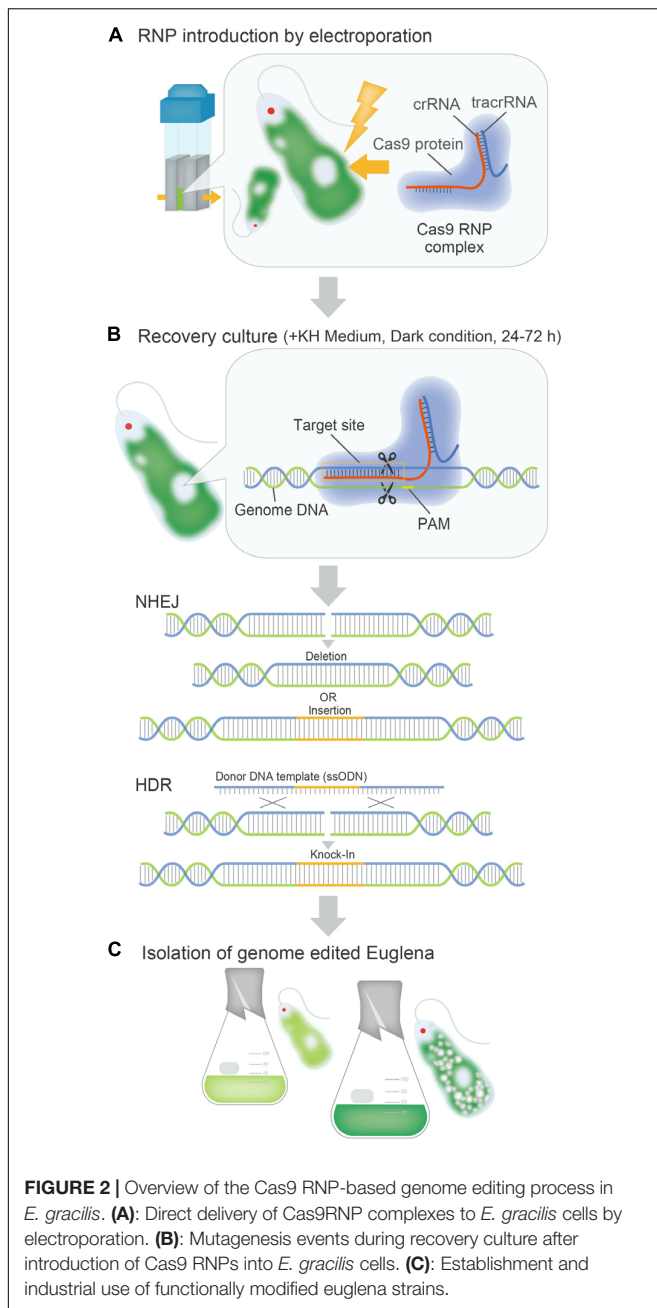 A RNP introduction by electroporation
crRNA
tracrRNA
Cas9 protein
Cas9 RNP
complex
B Recovery culture (+KH Medium, Dark condition, 24-72 h)
Target site
Genome DNA
PAM
NHEJ
Deletion
OR
Insertion
Donor DNA template (ssODN)
HDR
Knock-In
C Isolation of genome edited Euglena
FIGURE 2 | Overview of the Cas9 RNP-based genome editing process in
E. gracilis. (A): Direct delivery of Cas9RNP complexes to E. gracilis cells by
electroporation. (B): Mutagenesis events during recovery culture after
introduction of Cas9 RNPs into E. gracilis cells. (C): Establishment and
industrial use of functionally modified euglena strains.